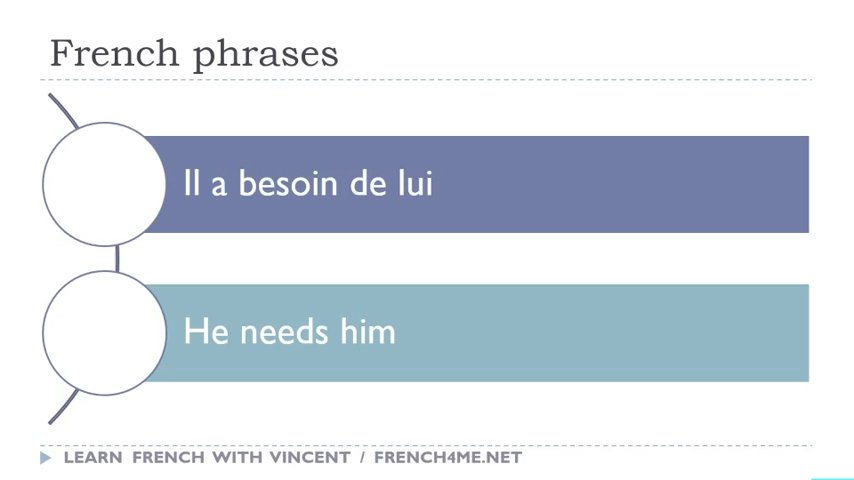 French phrases
Il a besoin de lui
He needs him
LEARN FRENCH WITH VINCENT / FRENCH4ME.NET